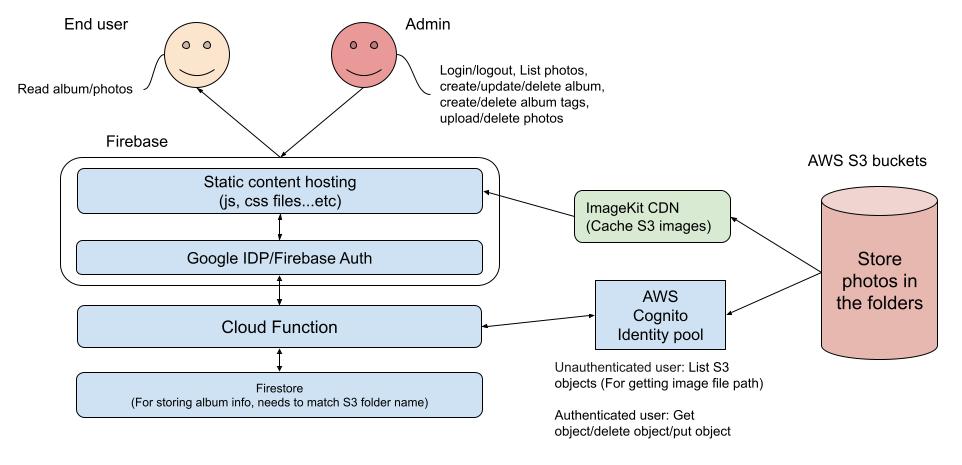 End user
Admin
Read album/photos
Login/logout, List photos,
create/update/delete album,
create/delete album tags,
upload/delete photos
Firebase
AWS S3 buckets
Static content hosting
(js, css files...etc)
ImageKit CDN
(Cache S3 images)
Google IDP/Firebase Auth
Store
photos in
the folders
AWS
Cognito
Identity pool
Cloud Function
Unauthenticated user: List S3
objects (For getting image file path)
Firestore
(For storing album info, needs to match S3 folder name)
Authenticated user: Get
object/delete object/put object